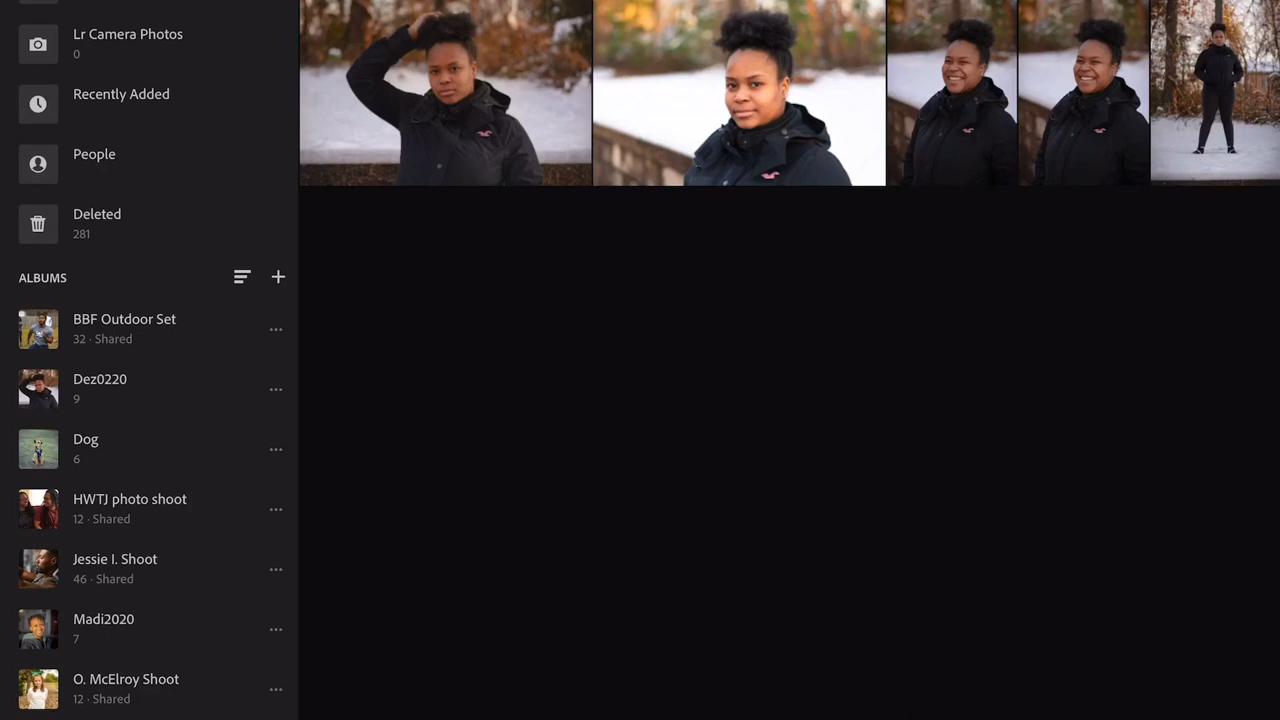 Lr Camera Photos
0
Recently Added
People
Deleted
281
ALBUMS
BBF Outdoor Set
32 · Shared
Dez0220
9
Dog
6
HWTJ photo shoot
12 · Shared
Jessie I. Shoot
46 · Shared
Madi2020
7
O. McElroy Shoot
12 · Shared